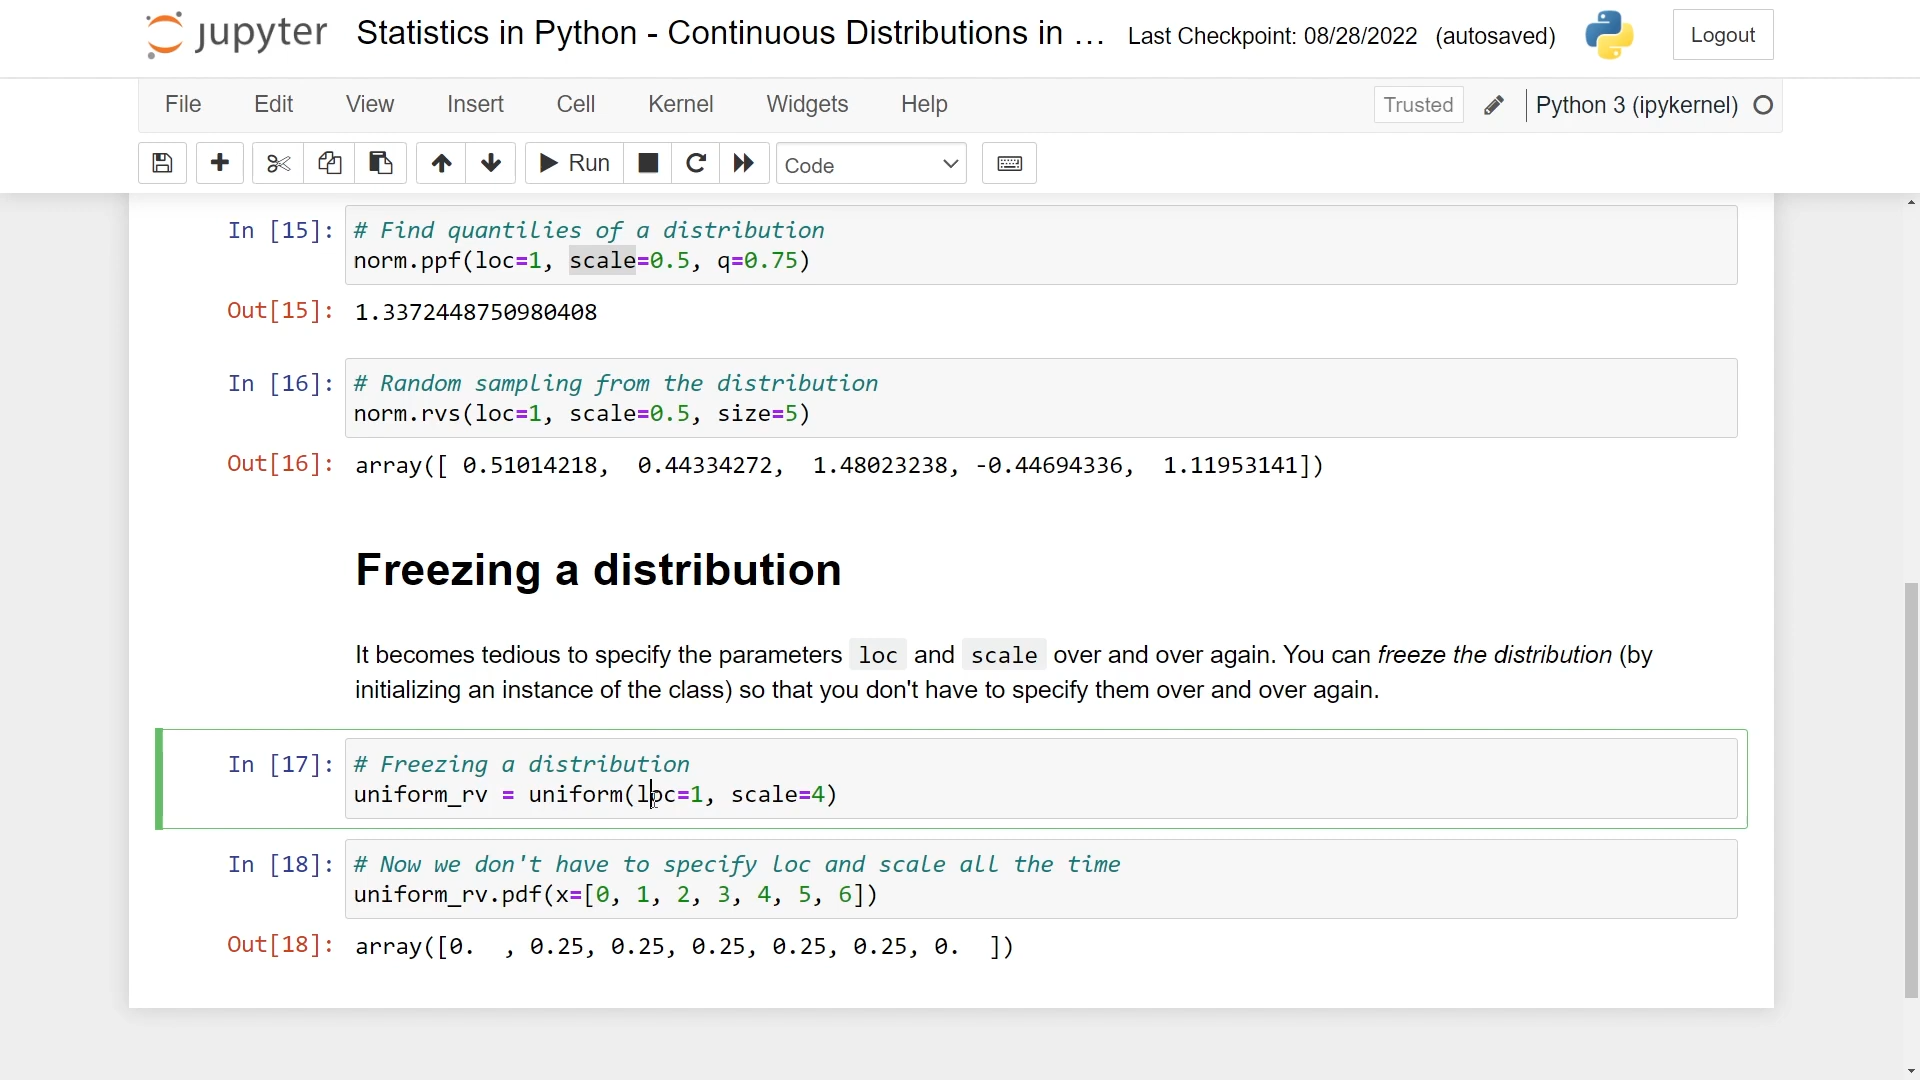 jupyter Statistics in Python - Continuous Distributions in ... Last Checkpoint: 08/28/2022 (autosaved) Logout
File Edit View Insert Cell Kernel Widgets Help Trusted Python 3 (ipykernel)
Run Code
In [15]: # Find quantilies of a distribution
norm.ppf(loc=1, scale=0.5, q=0.75)
Out[15]: 1.3372448750980408
In [16]: # Random sampling from the distribution
norm.rvs(loc=1, scale=0.5, size=5)
Out[16]: array([ 0.51014218, 0.44334272, 1.48023238, -0.44694336, 1.11953141])
Freezing a distribution
It becomes tedious to specify the parameters loc and scale over and over again. You can freeze the distribution (by
initializing an instance of the class) so that you don't have to specify them over and over again.
In [17]: # Freezing a distribution
uniform_rv = uniform(loc=1, scale=4)
In [18]: # Now we don't have to specify loc and scale all the time
uniform_rv.pdf(x=[0, 1, 2, 3, 4, 5, 6])
Out[18]: array([0. , 0.25, 0.25, 0.25, 0.25, 0.25, 0. ])